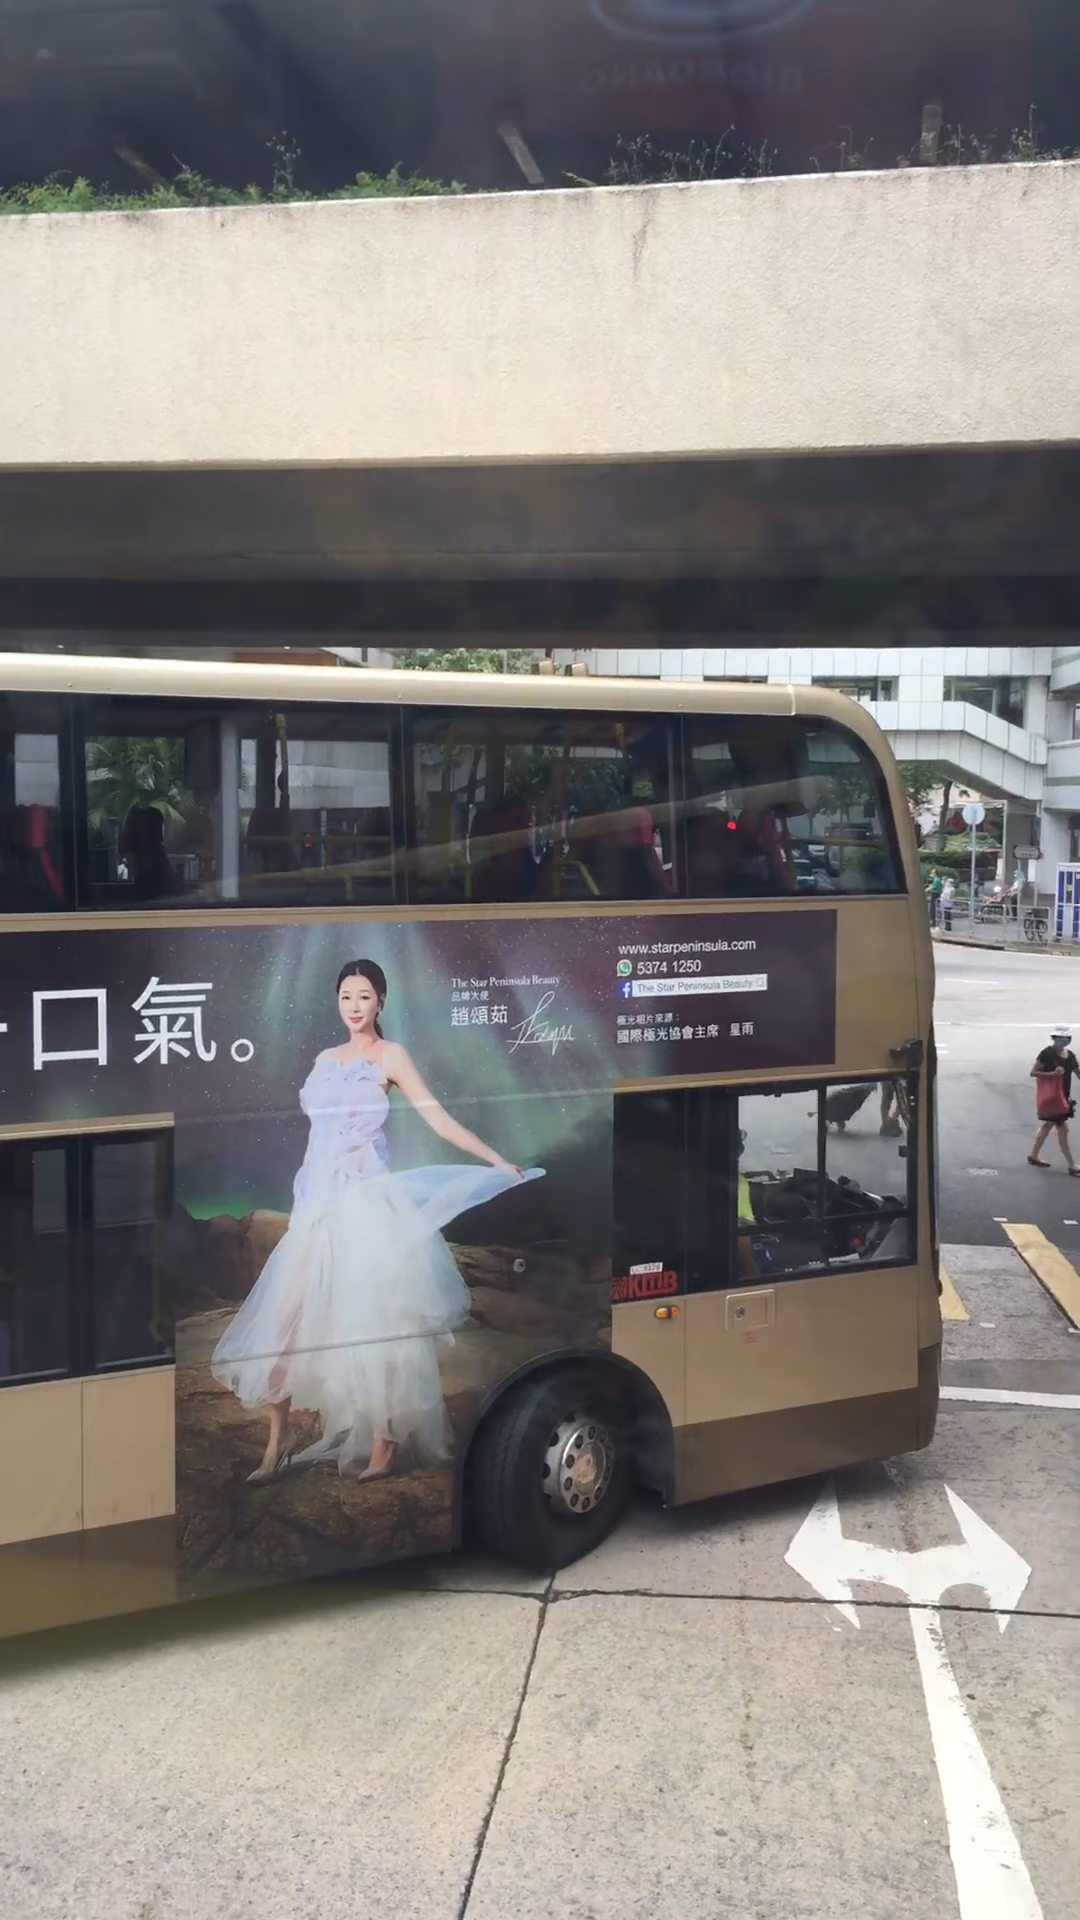 口氣。
The Star Peninsula Beauty
品牌大使
趙頌茹
www.starpeninsula.com
5374 1250
The Star Peninsula Beauty
極光相片來源：
國際極光協會主席 星雨
KMB